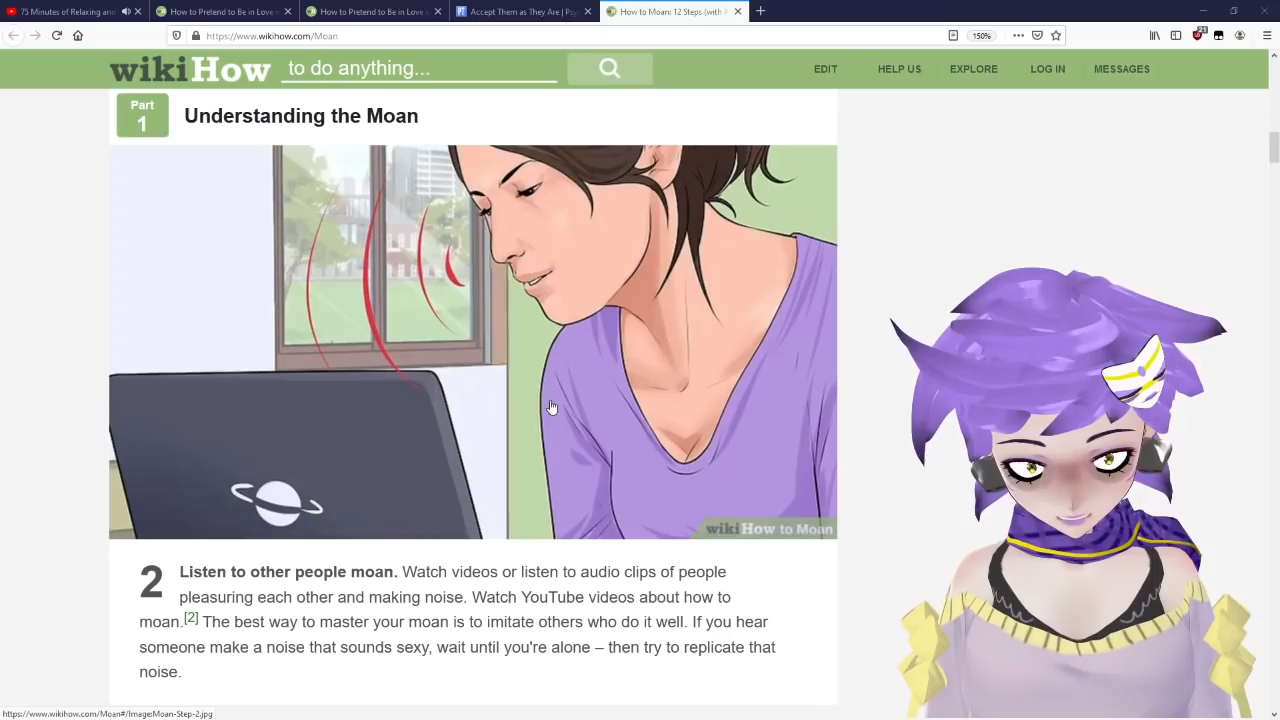 75 Minutes of Relaxing and
How to Pretend to Be in Love
How to Pretend to Be in Love
Accept Them as They Are | Psy
How to Moan: 12 Steps (with P
https://www.wikihow.com/Moan
150%
wikiHow to do anything...
EDIT
HELP US
EXPLORE
LOG IN
MESSAGES
Part
1
Understanding the Moan
wikiHow to Moan
2 Listen to other people moan. Watch videos or listen to audio clips of people
pleasuring each other and making noise. Watch YouTube videos about how to
moan.[2] The best way to master your moan is to imitate others who do it well. If you hear
someone make a noise that sounds sexy, wait until you're alone – then try to replicate that
noise.
https://www.wikihow.com/Moan#/Image:Moan-Step-2.jpg